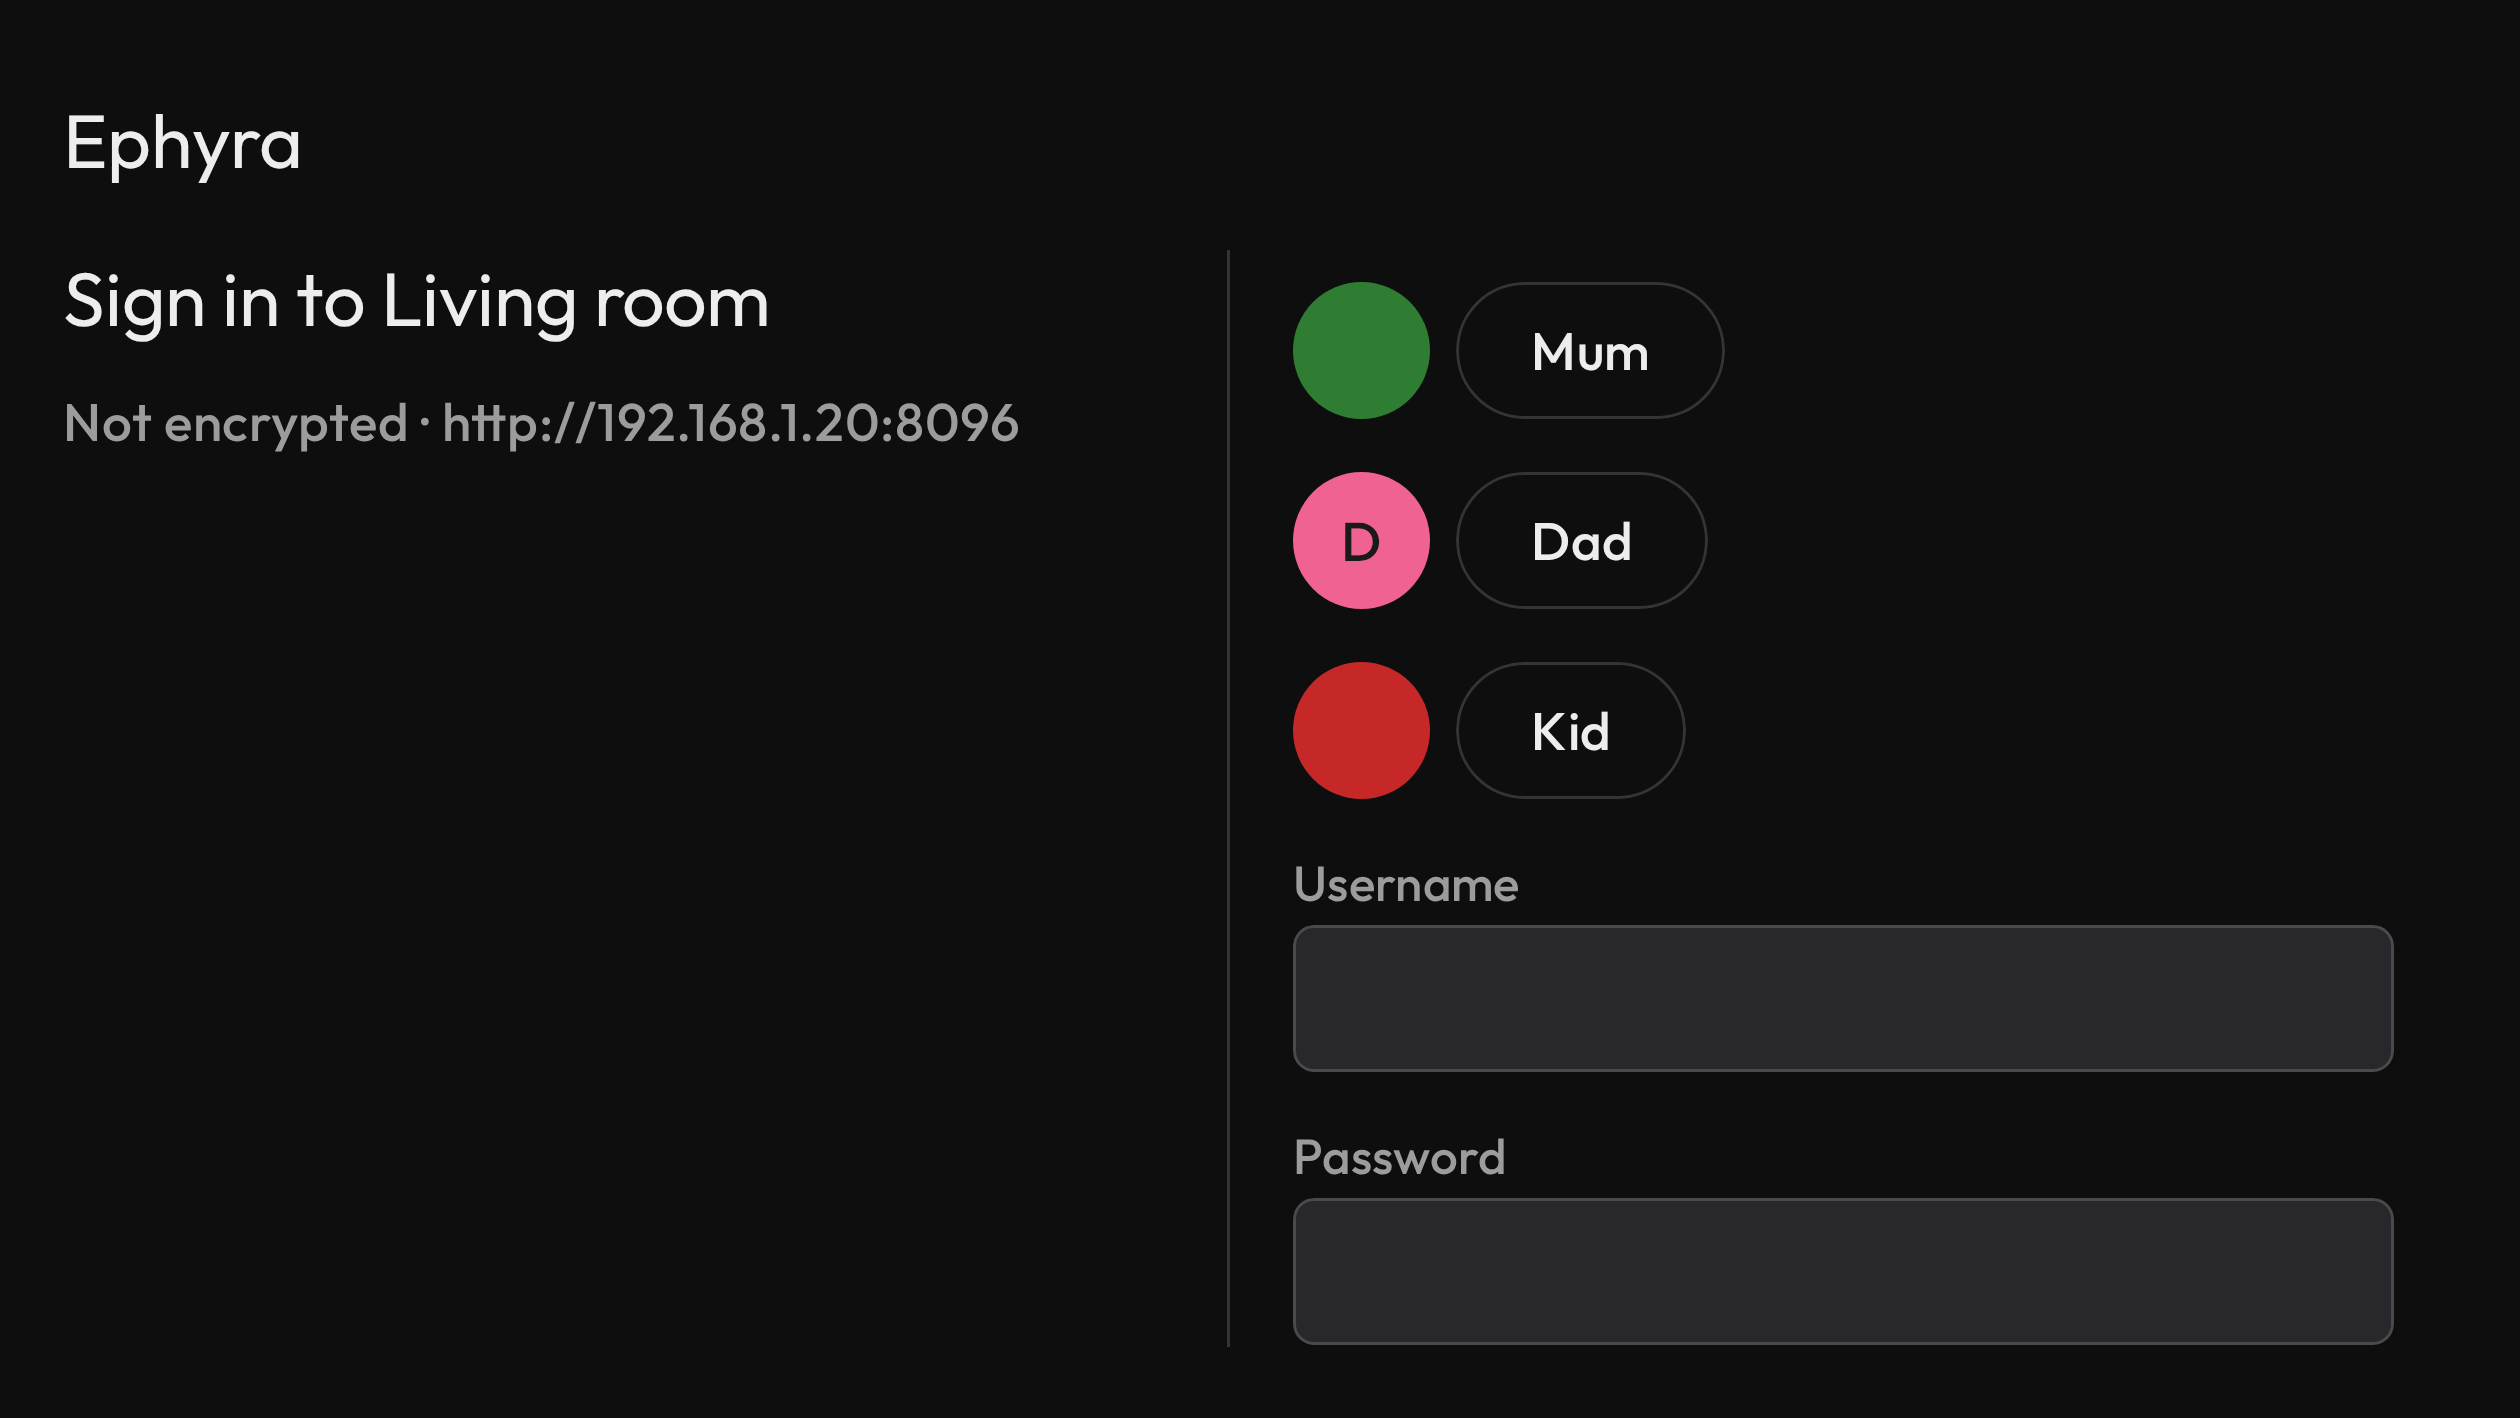 Ephyra
Sign in to Living room
Not encrypted · http://192.168.1.20:8096
Mum
D
Dad
Kid
Username
Password